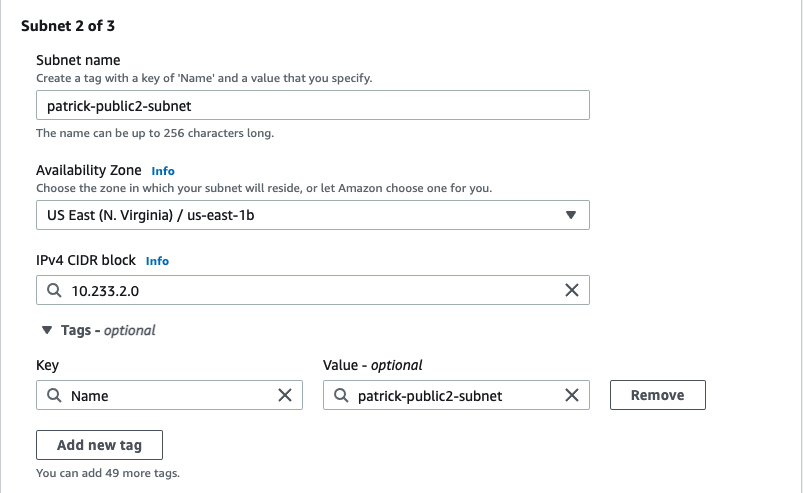 Subnet 2 of 3
Subnet name
Create a tag with a key of 'Name' and a value that you specify.
patrick-public2-subnet
The name can be up to 256 characters long.
Availability Zone Info
Choose the zone in which your subnet will reside, or let Amazon choose one for you.
US East (N. Virginia) / us-east-1b
IPv4 CIDR block Info
10.233.2.0
Tags - optional
Key Value - optional
Name patrick-public2-subnet Remove
Add new tag
You can add 49 more tags.